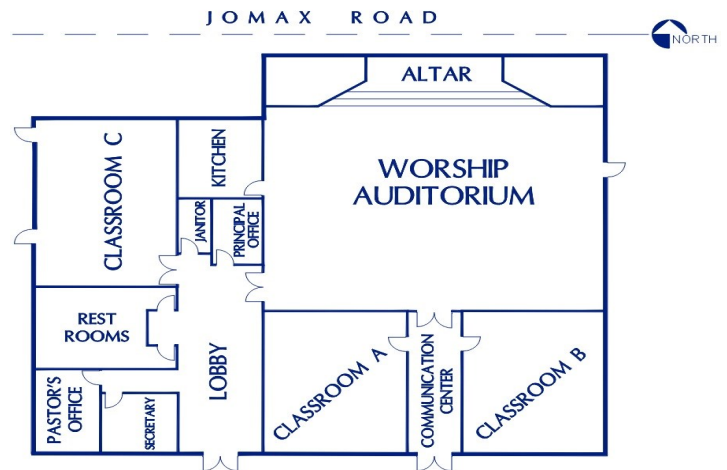 JOMAX ROAD
NORTH
ALTAR
CLASSROOM C
KITCHEN
WORSHIP
AUDITORIUM
JANITOR
PRINCIPAL
OFFICE
REST
ROOMS
LOBBY
CLASSROOM A
COMMUNICATION
CENTER
CLASSROOM B
PASTOR'S
OFFICE
SECRETARY